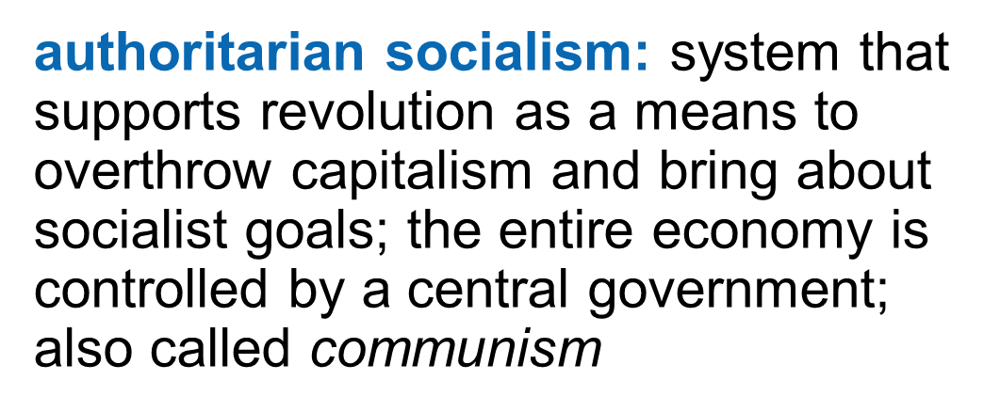 authoritarian socialism: system that
supports revolution as a means to
overthrow capitalism and bring about
socialist goals; the entire economy is
controlled by a central government;
also called communism